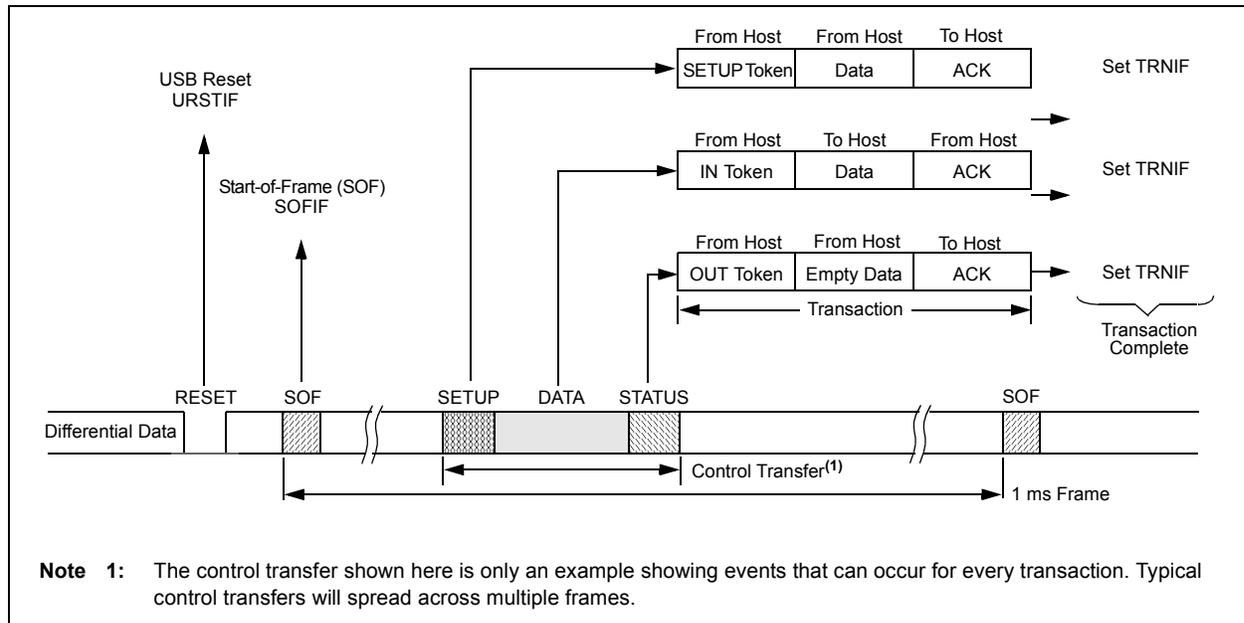 From Host From Host To Host
SETUP Token Data ACK Set TRNIF
USB Reset
URSTIF
From Host To Host From Host
IN Token Data ACK Set TRNIF
Start-of-Frame (SOF)
SOFIF
From Host From Host To Host
OUT Token Empty Data ACK Set TRNIF
Transaction
Transaction
Complete
RESET SOF SETUP DATA STATUS SOF
Differential Data
Control Transfer(1)
1 ms Frame
Note 1: The control transfer shown here is only an example showing events that can occur for every transaction. Typical
control transfers will spread across multiple frames.